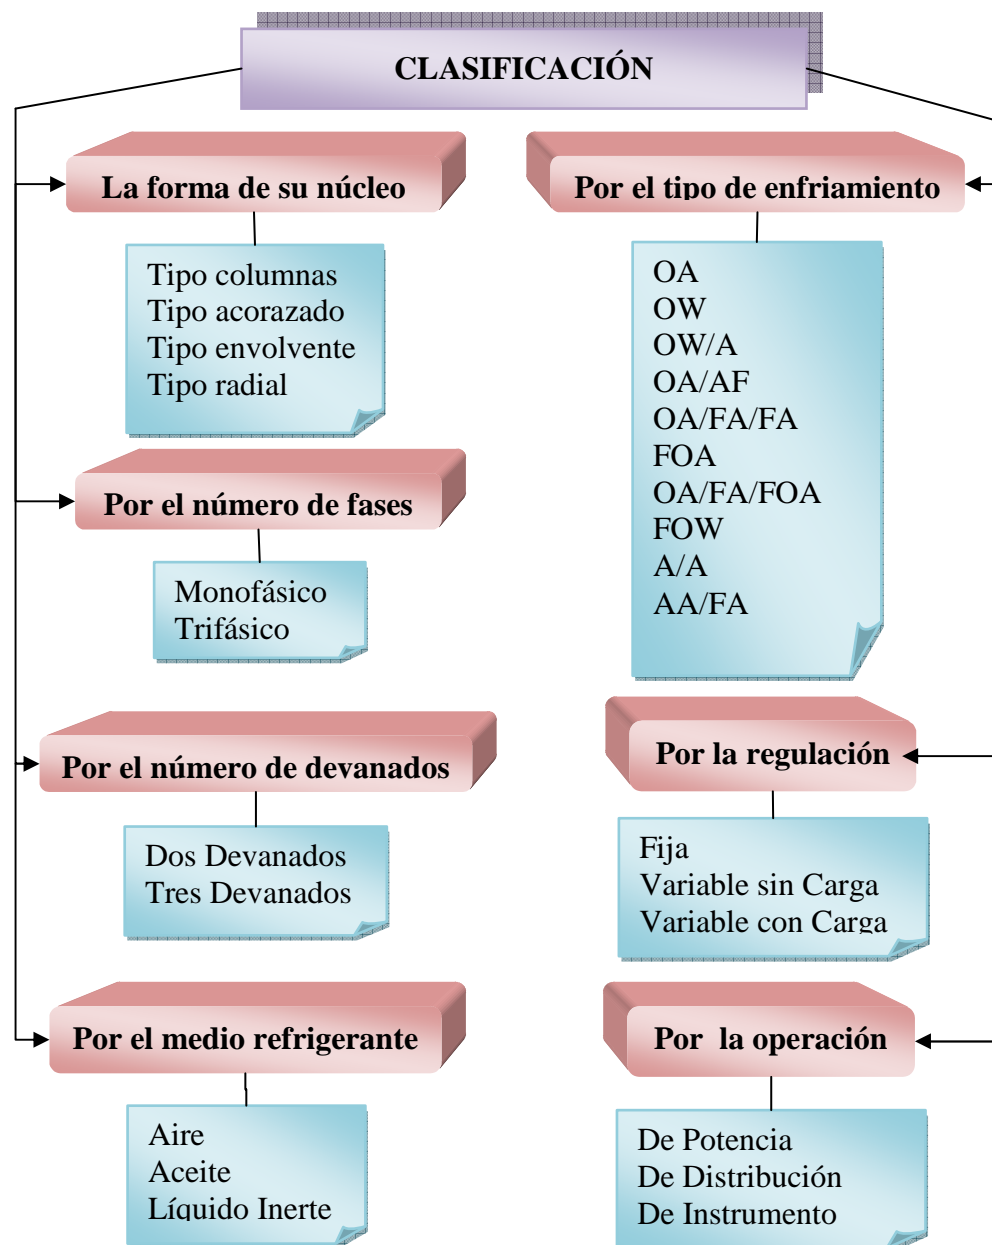 CLASIFICACIÓN
La forma de su núcleo
Tipo columnas
Tipo acorazado
Tipo envolvente
Tipo radial
Por el número de fases
Monofásico
Trifásico
Por el número de devanados
Dos Devanados
Tres Devanados
Por el medio refrigerante
Aire
Aceite
Líquido Inerte
Por el tipo de enfriamiento
OA
OW
OW/A
OA/AF
OA/FA/FA
FOA
OA/FA/FOA
FOW
A/A
AA/FA
Por la regulación
Fija
Variable sin Carga
Variable con Carga
Por la operación
De Potencia
De Distribución
De Instrumento